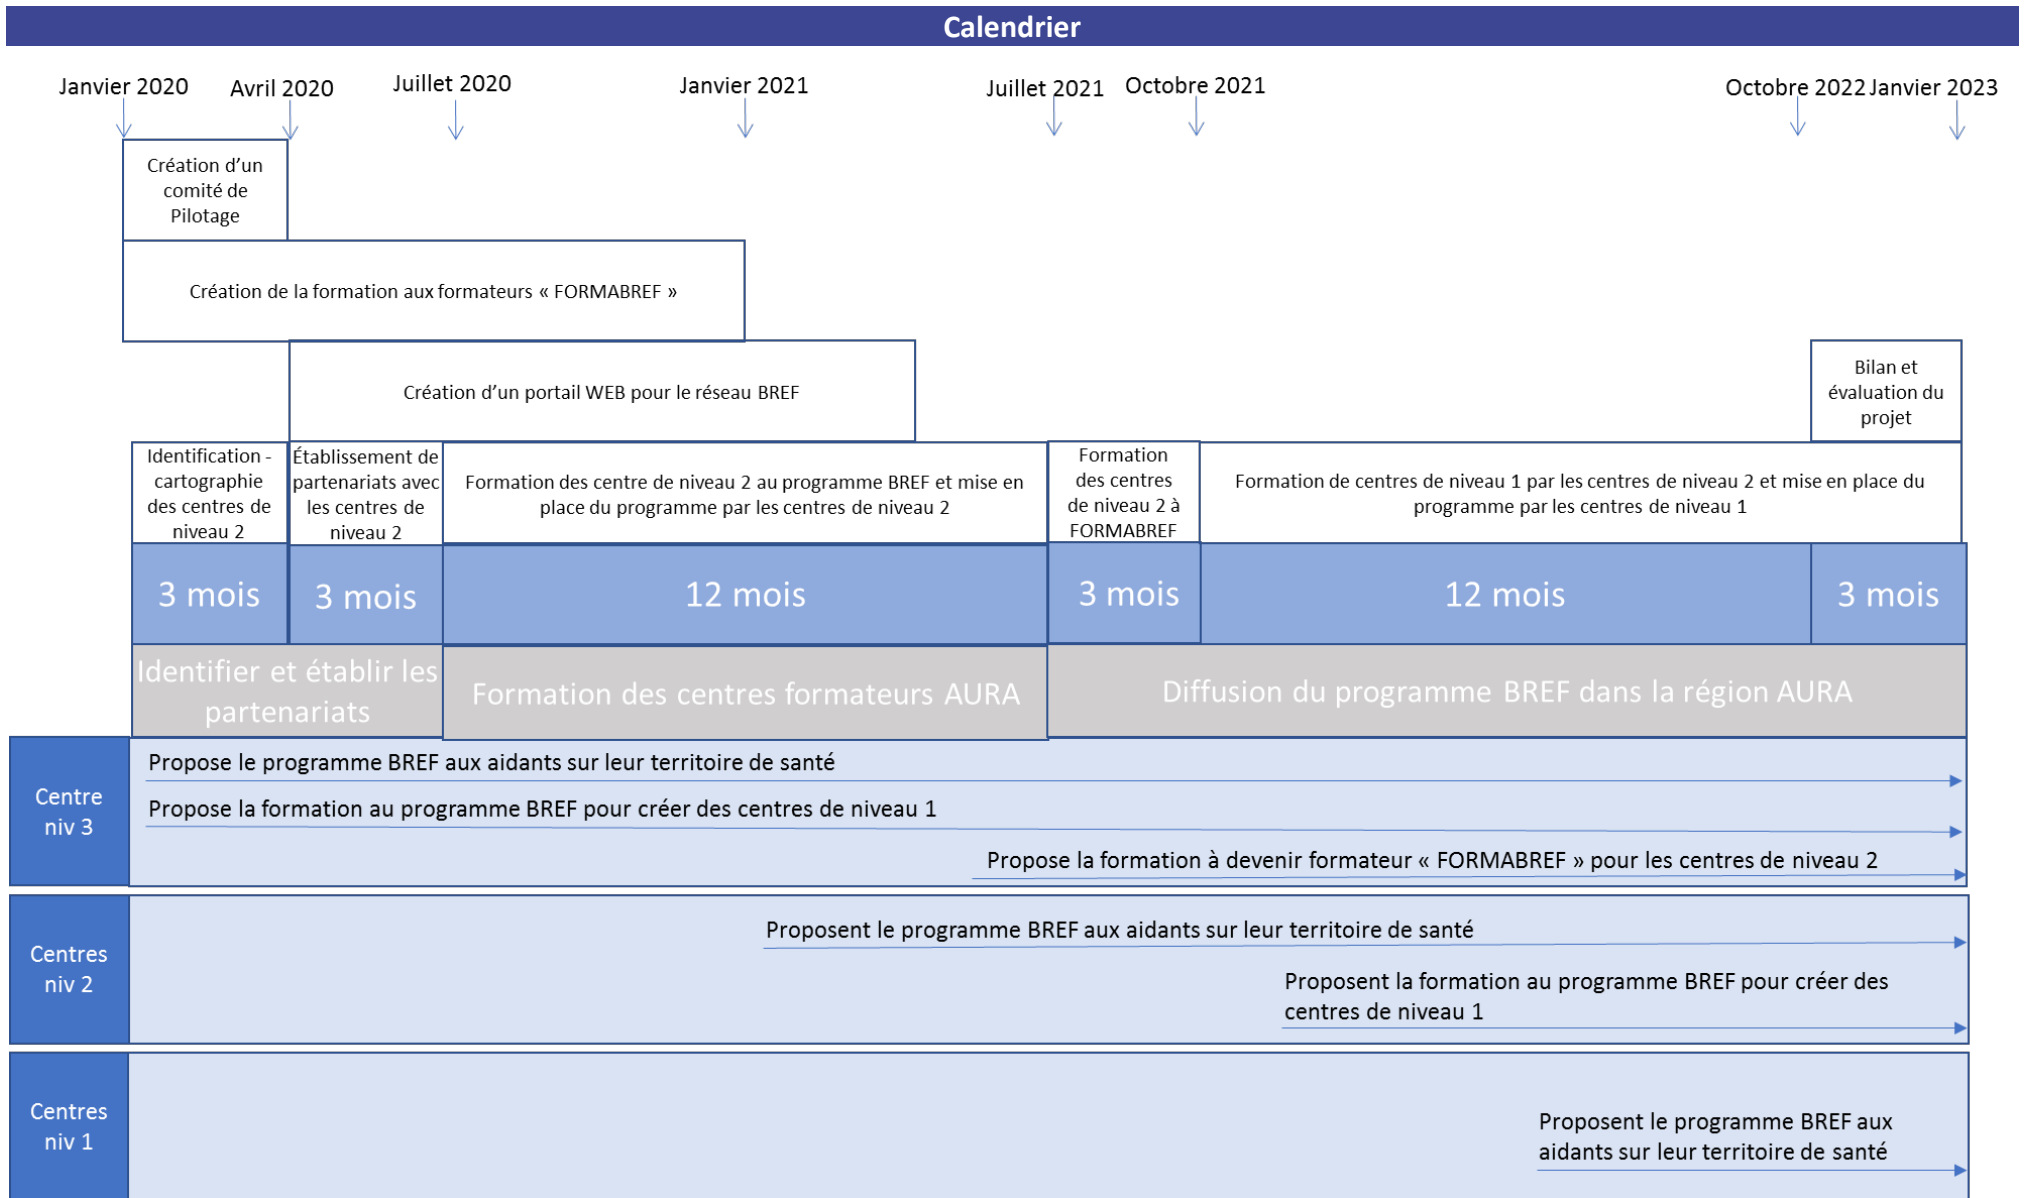 Calendrier
Janvier 2020
Avril 2020
Juillet 2020
Janvier 2021
Juillet 2021
Octobre 2021
Octobre 2022
Janvier 2023
Création d’un
comité de
Pilotage
Création de la formation aux formateurs « FORMABREF »
Création d’un portail WEB pour le réseau BREF
Bilan et
évaluation du
projet
Identification -
cartographie
des centres de
niveau 2
Établissement de
partenariats avec
les centres de
niveau 2
Formation des centre de niveau 2 au programme BREF et mise en
place du programme par les centres de niveau 2
Formation
des centres
de niveau 2 à
FORMABREF
Formation de centres de niveau 1 par les centres de niveau 2 et mise en place du
programme par les centres de niveau 1
3 mois
3 mois
12 mois
3 mois
12 mois
3 mois
Identifier et établir les
partenariats
Formation des centres formateurs AURA
Diffusion du programme BREF dans la région AURA
Centre
niv 3
Propose le programme BREF aux aidants sur leur territoire de santé
Propose la formation au programme BREF pour créer des centres de niveau 1
Propose la formation à devenir formateur « FORMABREF » pour les centres de niveau 2
Centres
niv 2
Proposent le programme BREF aux aidants sur leur territoire de santé
Proposent la formation au programme BREF pour créer des
centres de niveau 1
Centres
niv 1
Proposent le programme BREF aux
aidants sur leur territoire de santé